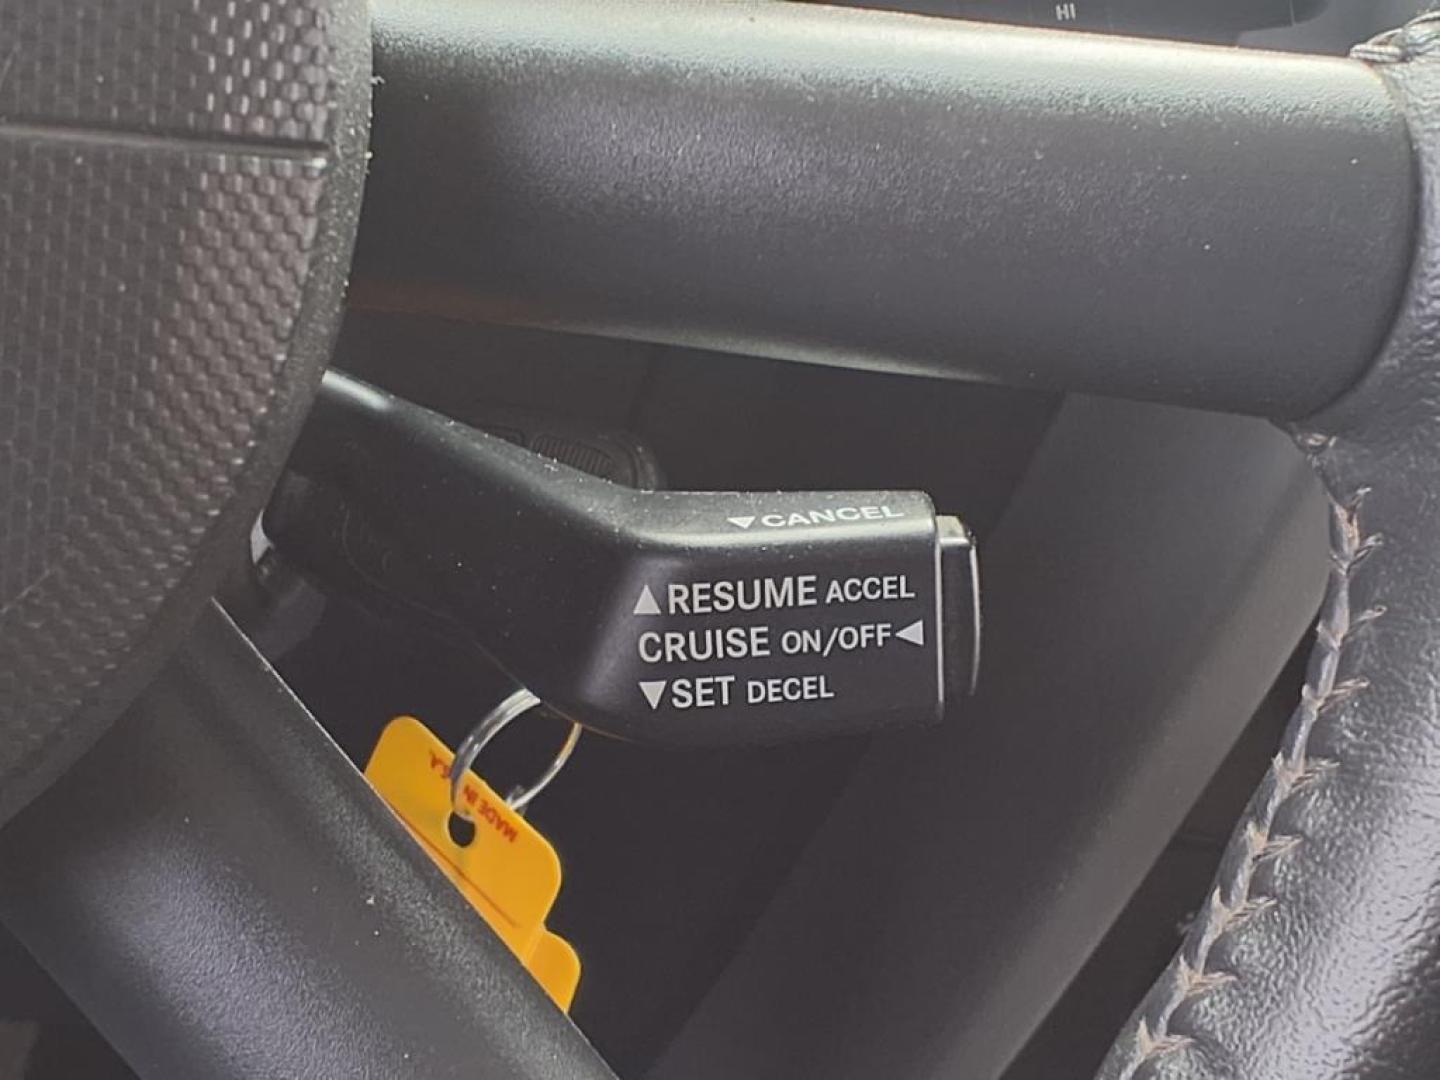 HI
▼CANCEL
▲RESUME ACCEL
CRUISE ON/OFF◄
▼SET DECEL
MADE IN